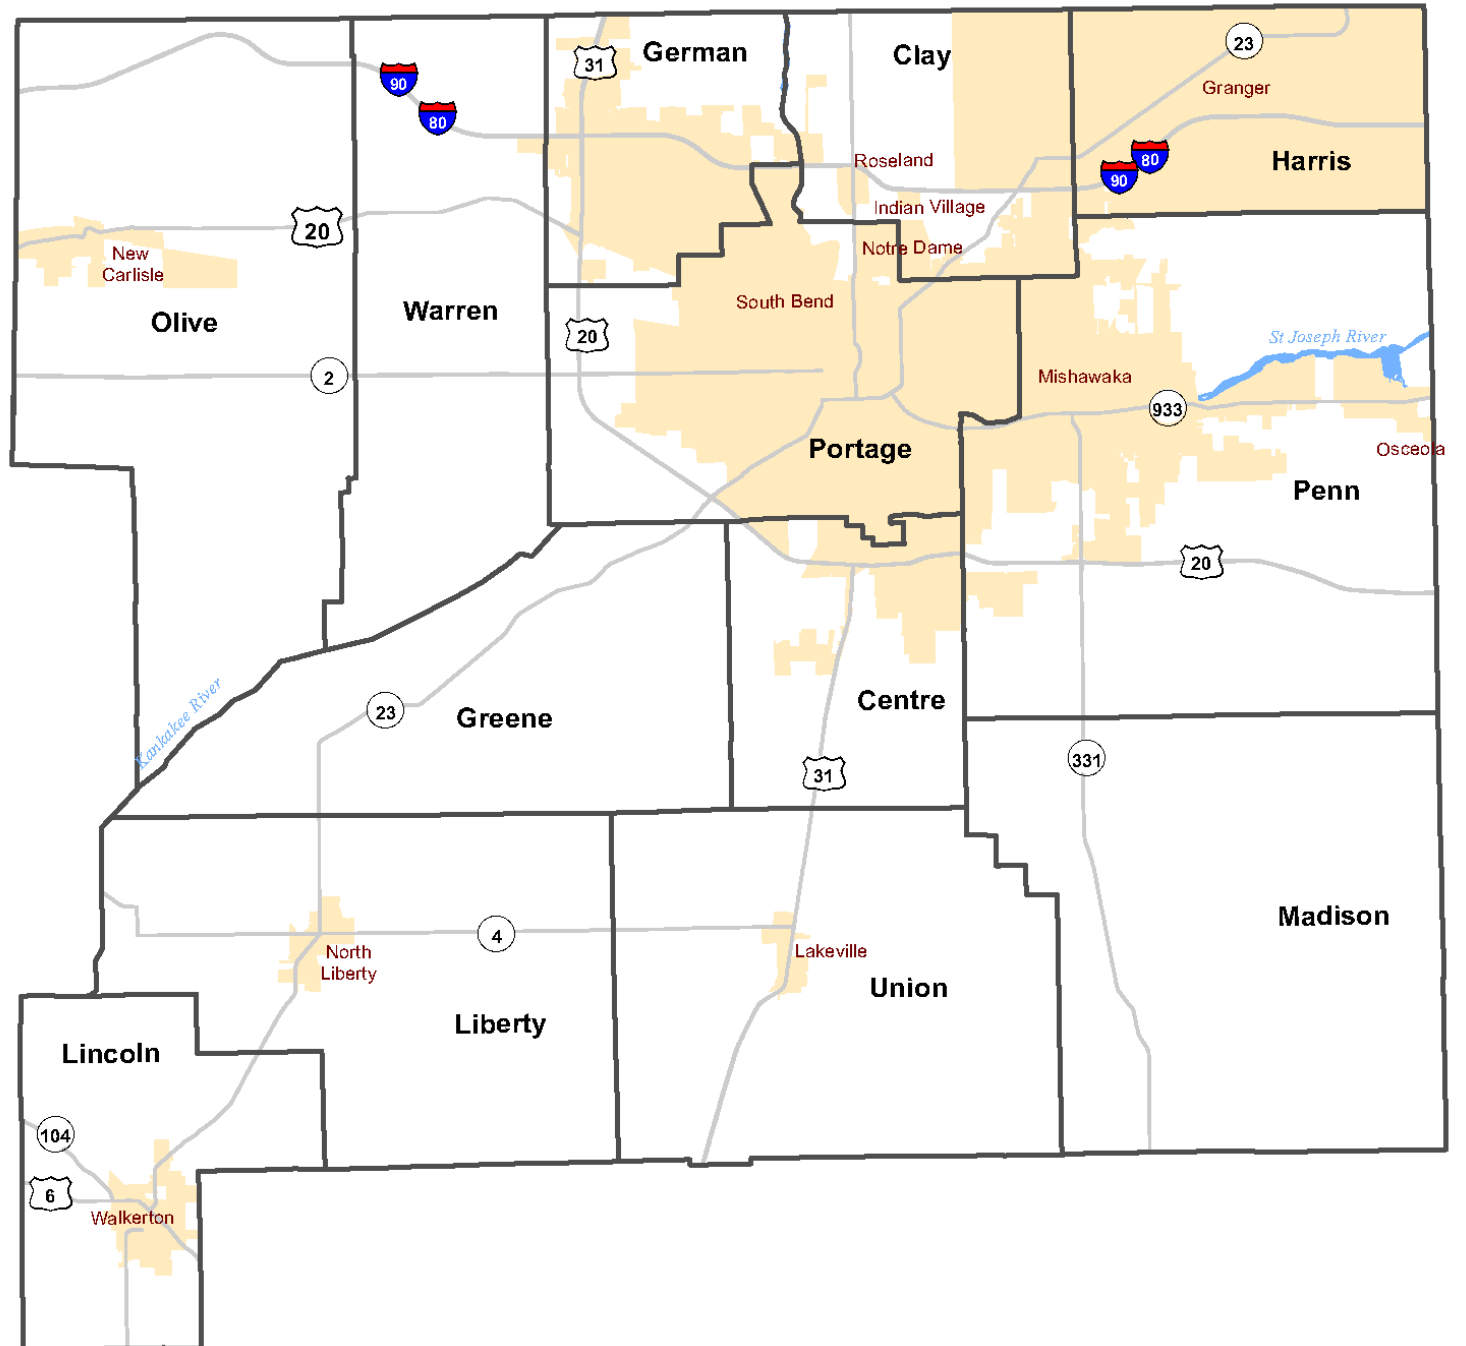 German
Clay
23
31
90
80
Granger
80
90
Harris
Roseland
Indian Village
Notre Dame
20
New
Carlisle
South Bend
Olive
Warren
20
St Joseph River
2
Mishawaka
933
Portage
Osceola
Penn
20
Kankakee River
23
Greene
Centre
31
331
Madison
4
North
Liberty
Lakeville
Union
Liberty
Lincoln
104
6
Walkerton